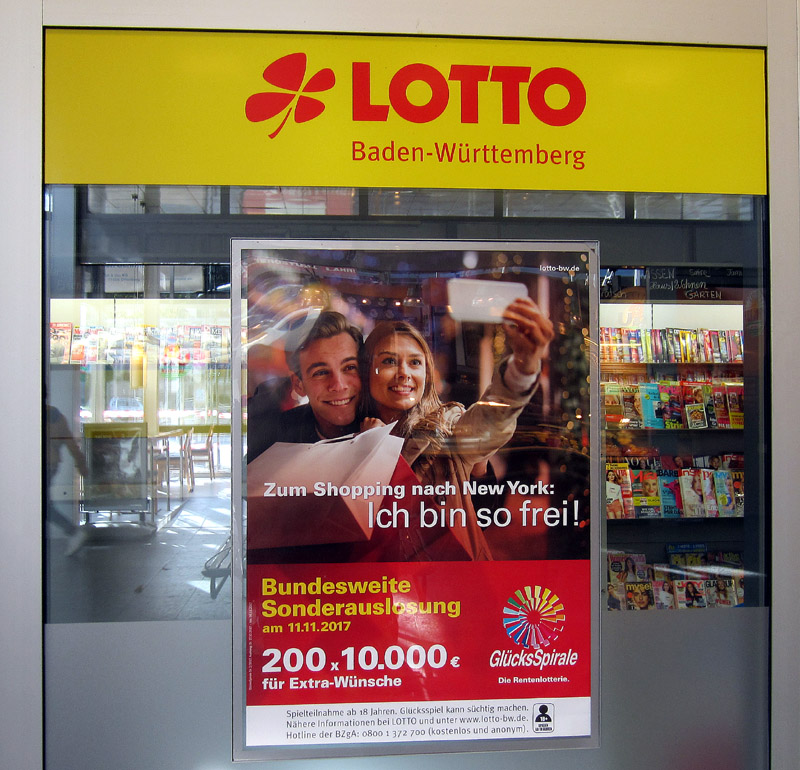 LOTTO
Baden-Württemberg
lotto-bw.de
Zum Shopping nach New York:
Ich bin so frei!
Bundesweite
Sonderauslosung
am 11.11.2017
200 x 10.000 €
für Extra-Wünsche
GlücksSpirale
Die Rentenlotterie.
Spielteilnahme ab 18 Jahren. Glücksspiel kann süchtig machen.
Nähere Informationen bei LOTTO und unter www.lotto-bw.de.
Hotline der BZgA: 0800 1 372 700 (kostenlos und anonym).
18+
WISSEN
GARTEN
VOGUE
myself